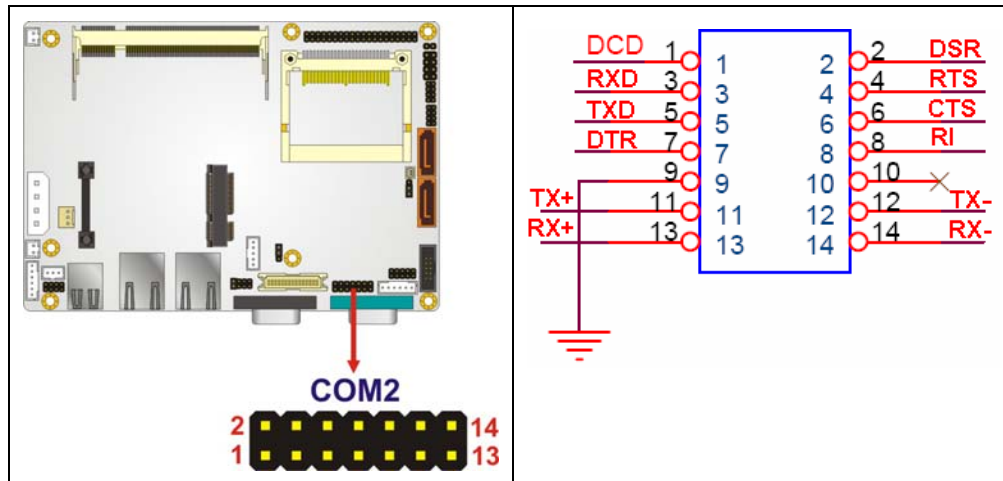 COM2
2
14
1
13
DCD 1 1 2 2 DSR
RXD 3 3 4 4 RTS
TXD 5 5 6 6 CTS
DTR 7 7 8 8 RI
9 9 10 10
TX+ 11 11 12 12 TX-
RX+ 13 13 14 14 RX-